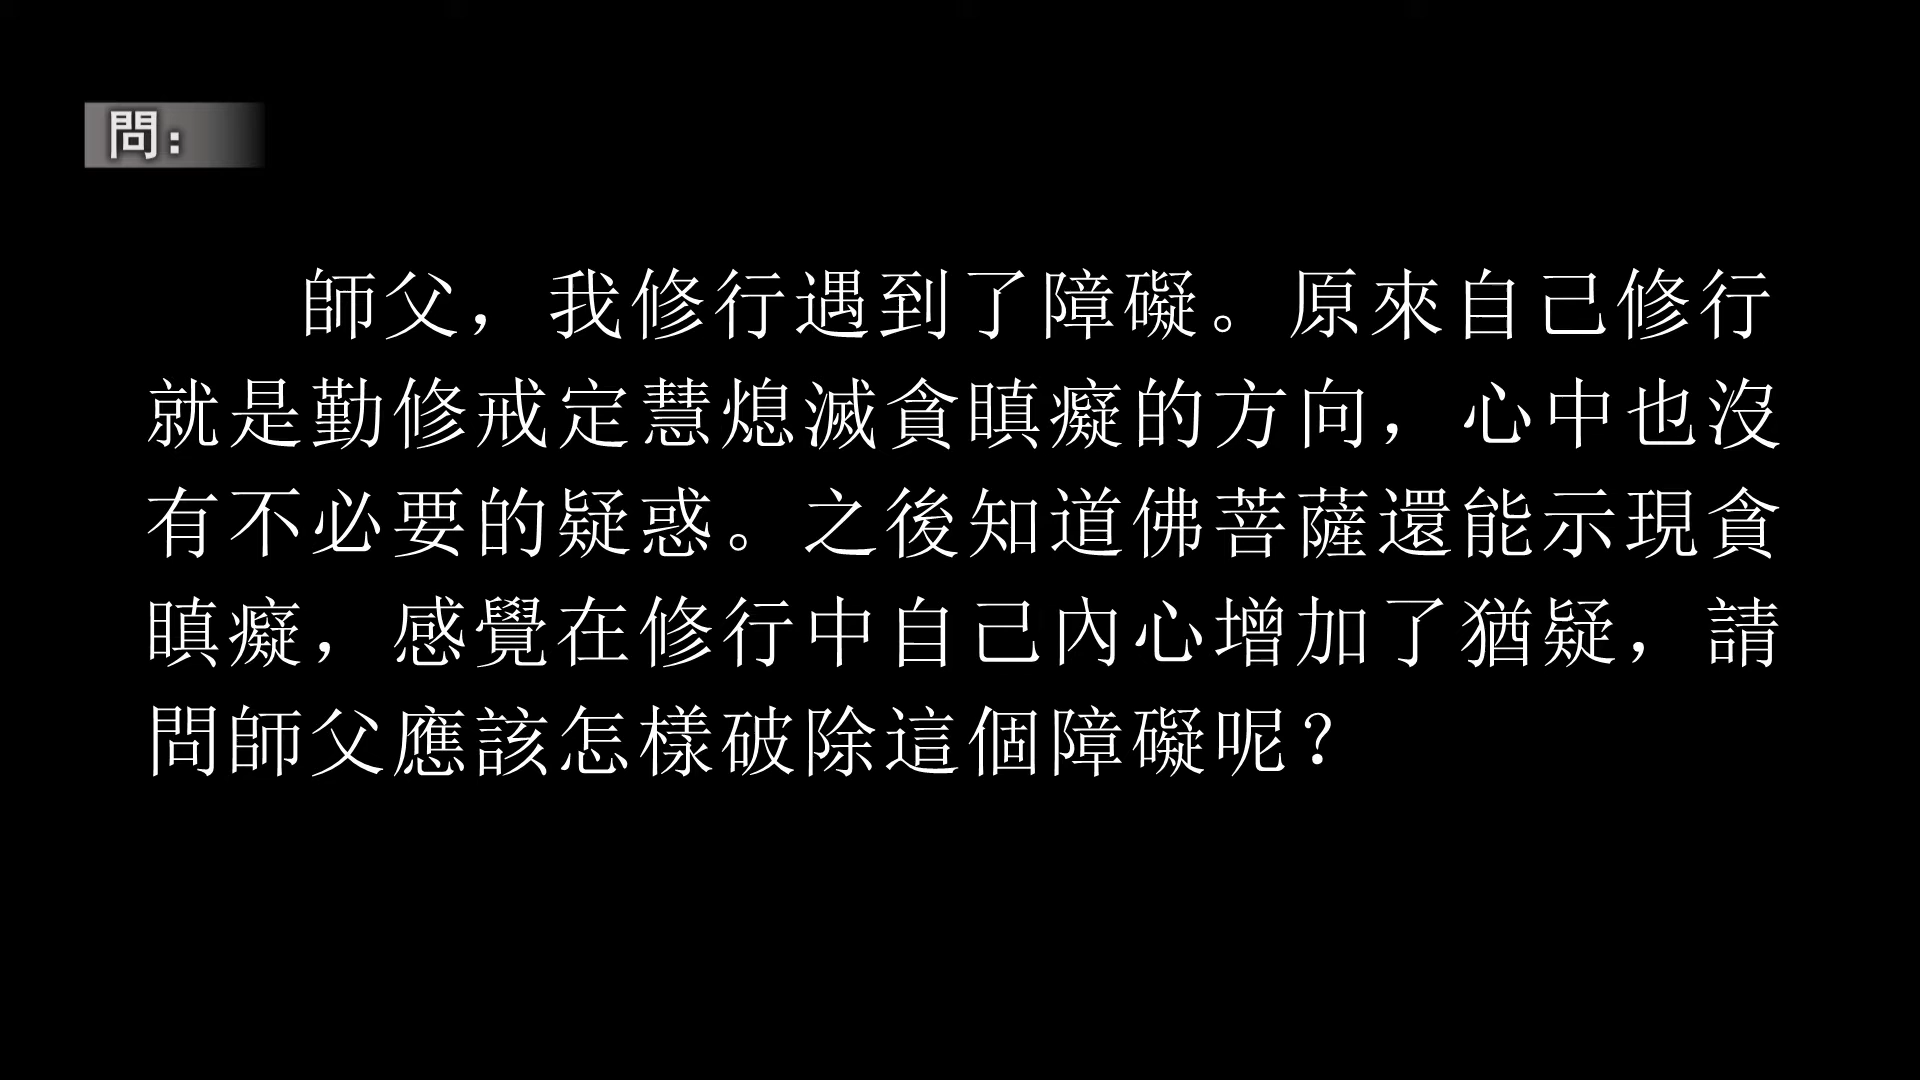 問：
師父，我修行遇到了障礙。原來自己修行
就是勤修戒定慧熄滅貪瞋癡的方向，心中也沒
有不必要的疑惑。之後知道佛菩薩還能示現貪
瞋癡，感覺在修行中自己內心增加了猶疑，請
問師父應該怎樣破除這個障礙呢？